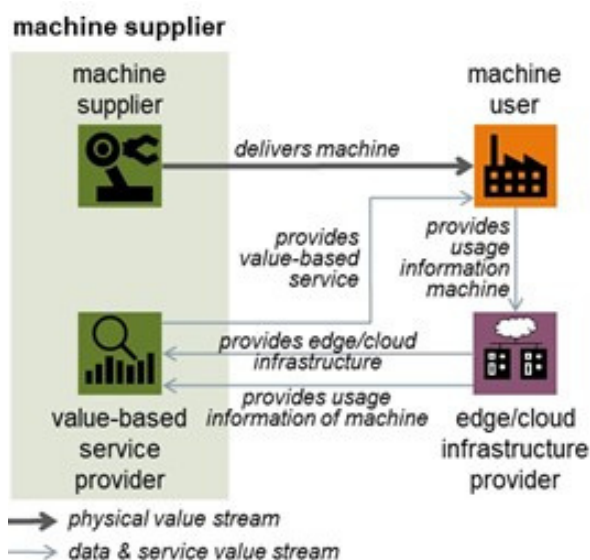 machine supplier
machine
supplier
machine
user
delivers machine
provides
value-based
service
provides
usage
information
machine
provides edge/cloud
infrastructure
provides usage
information of machine
value-based
service
provider
edge/cloud
infrastructure
provider
physical value stream
data & service value stream